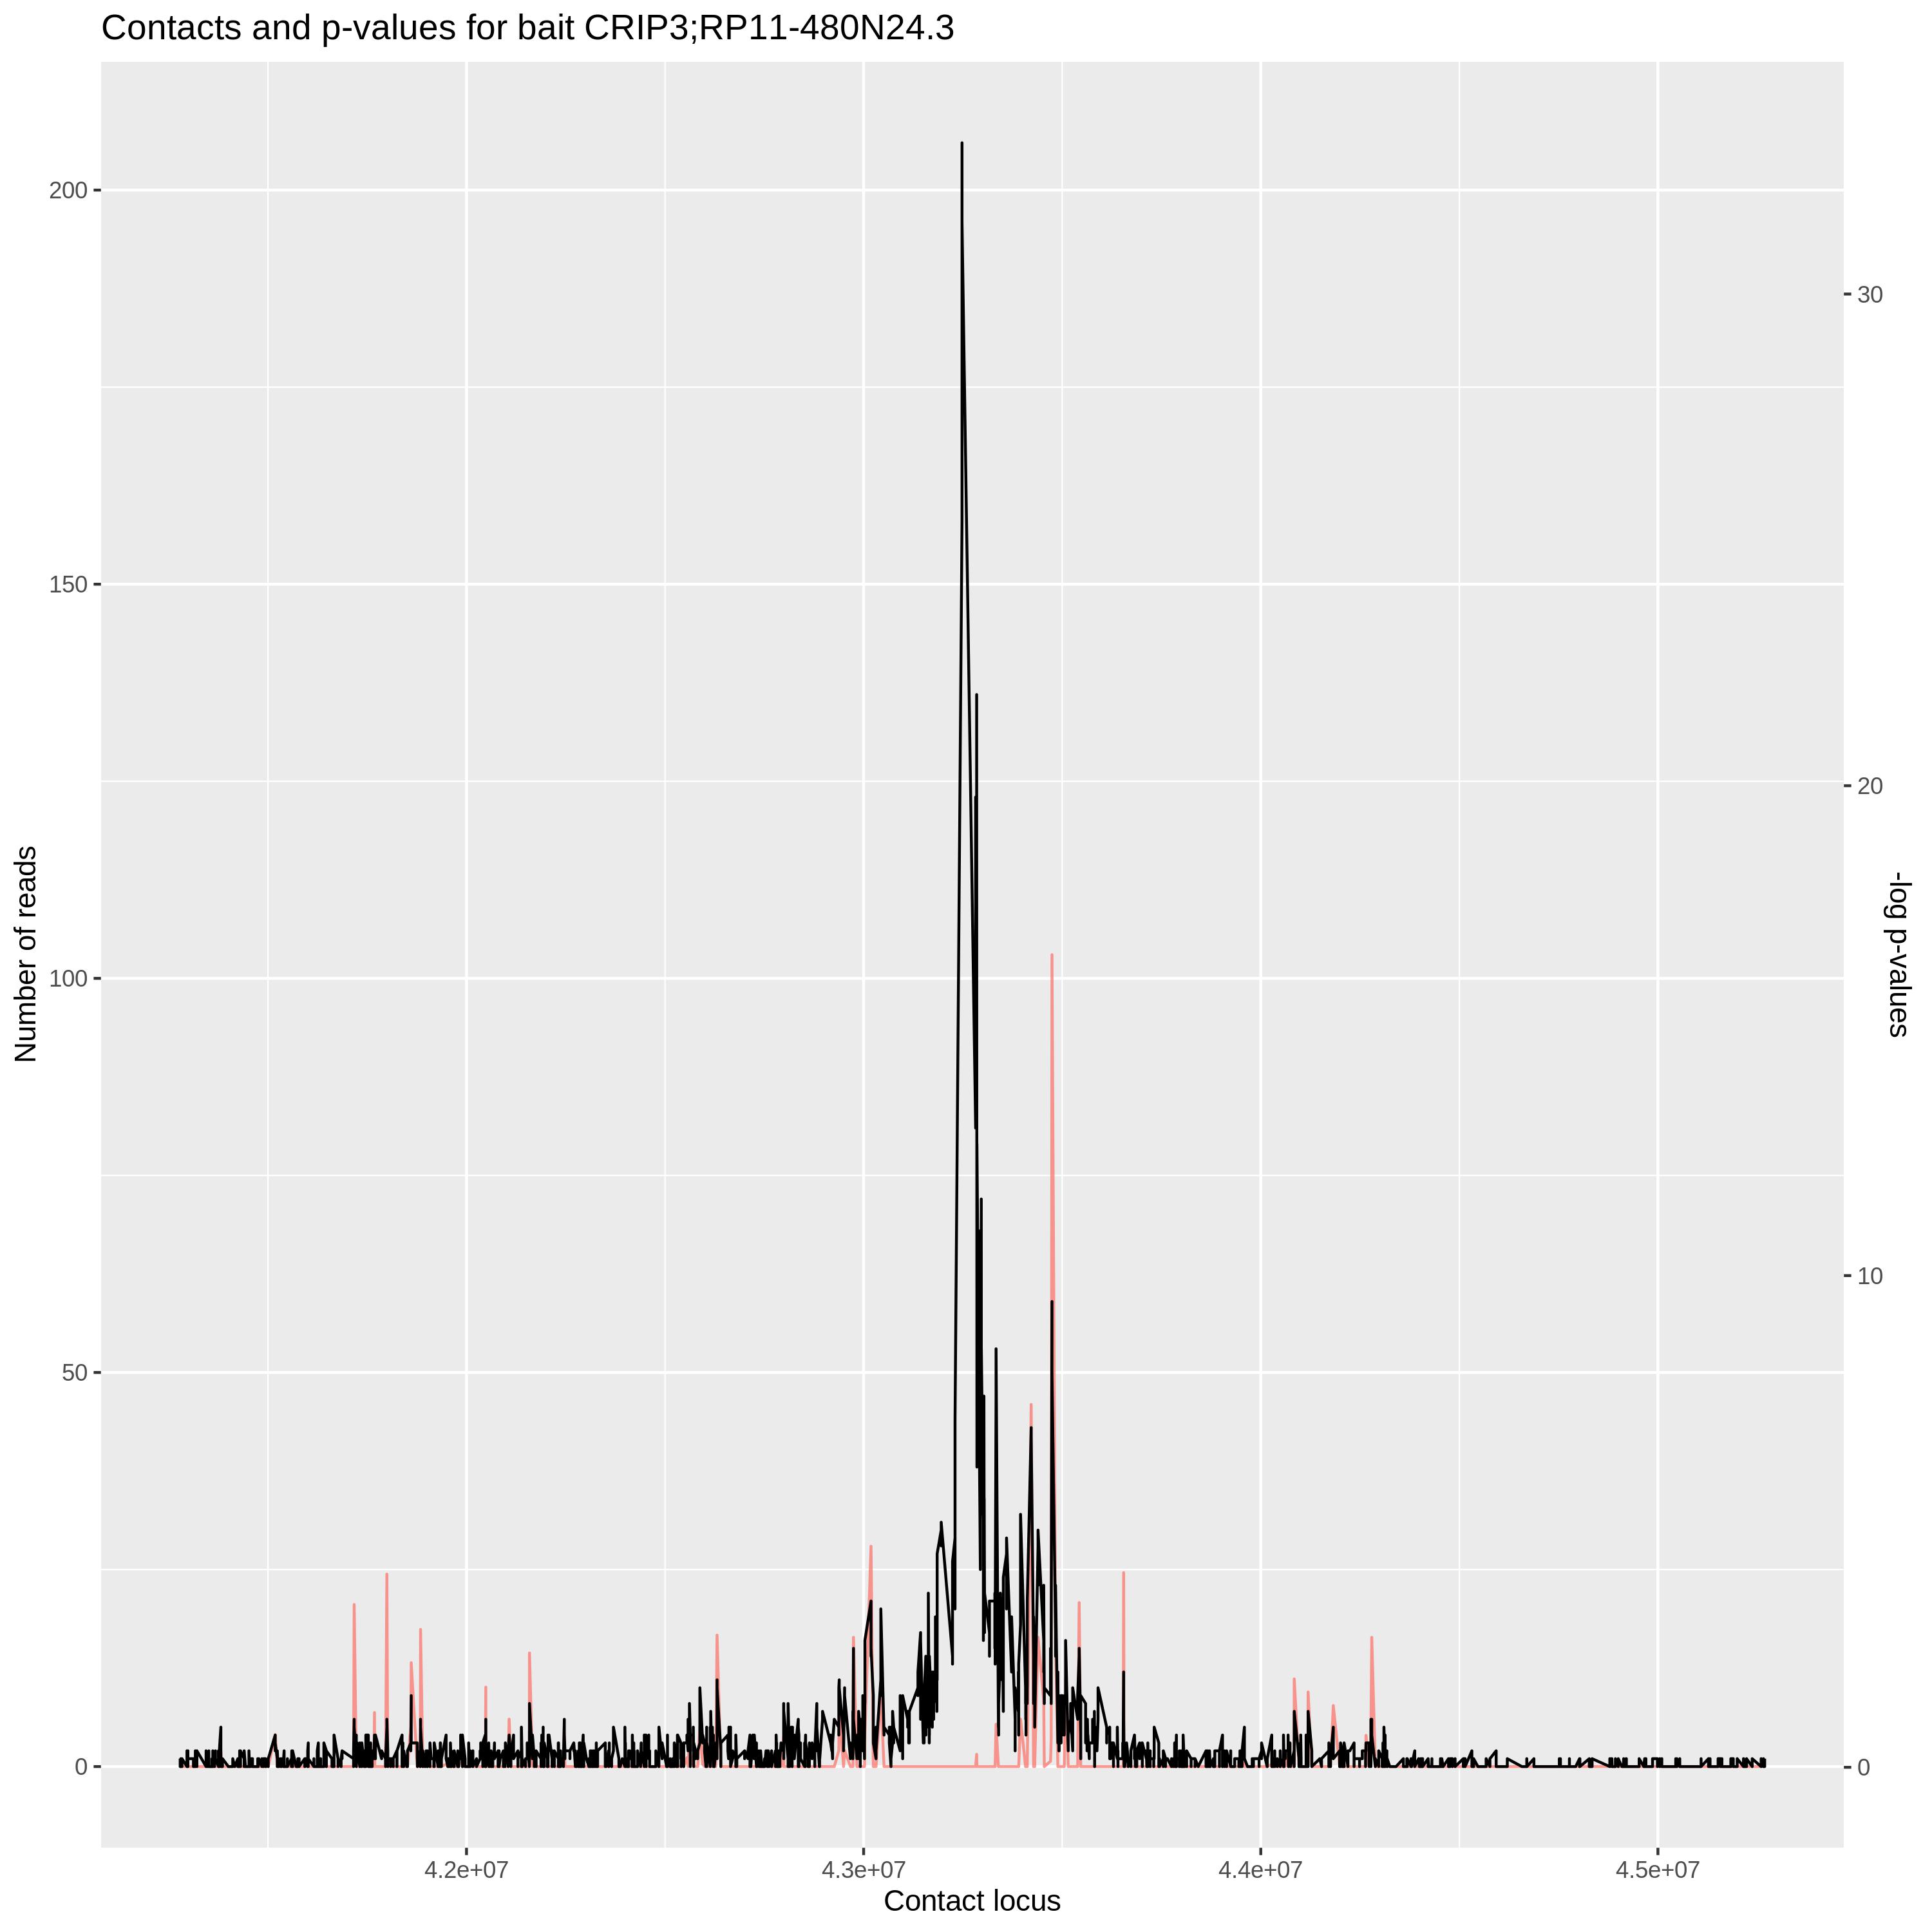 Contacts and p-values for bait CRIP3;RP11-480N24.3
200
150
100
50
0
Number of reads
30
20
10
0
-log p-values
4.2e+07
4.3e+07
4.4e+07
4.5e+07
Contact locus